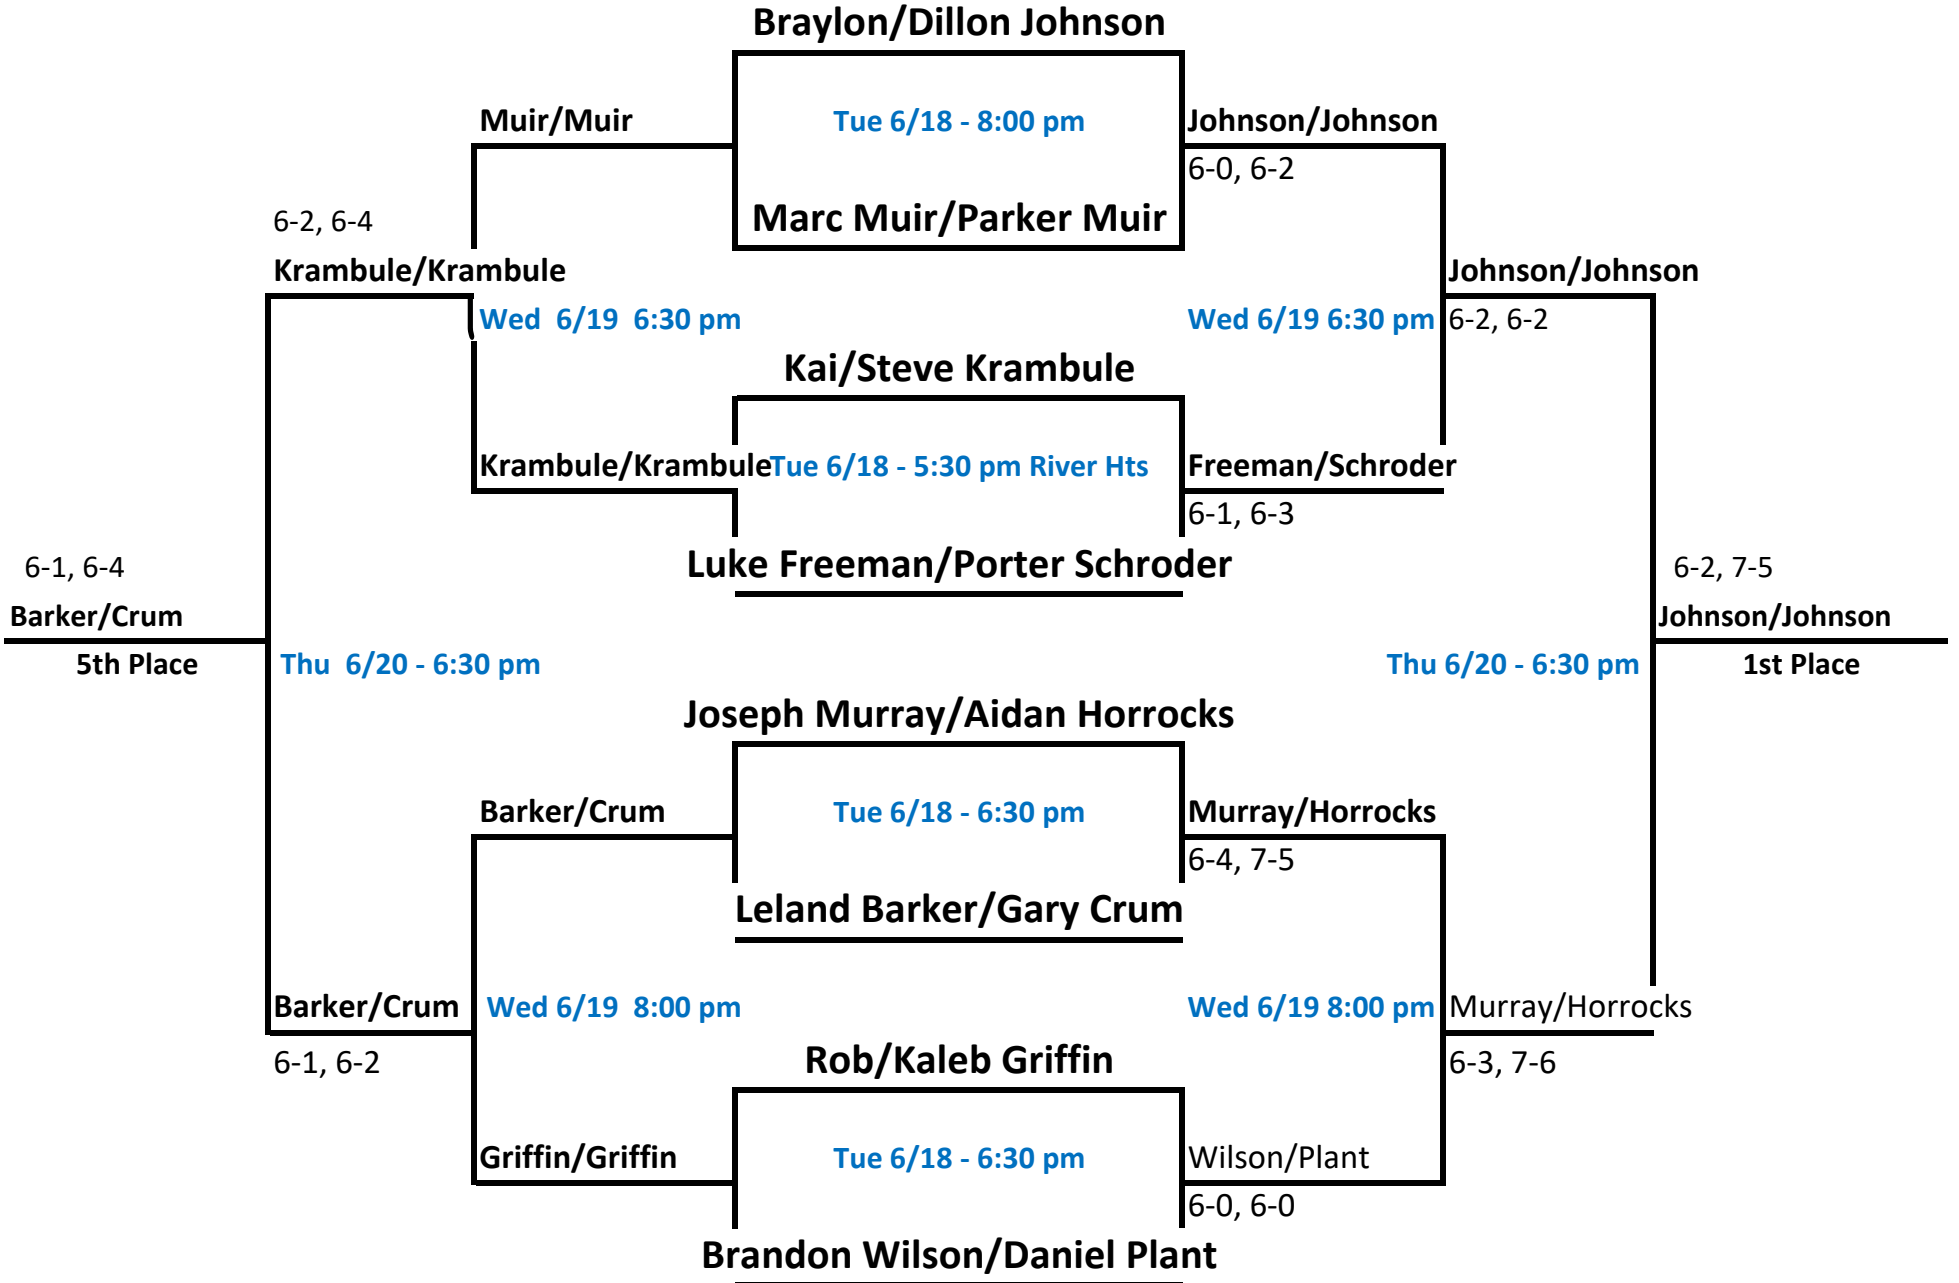 Braylon/Dillon Johnson
Muir/Muir
Tue 6/18 - 8:00 pm
Johnson/Johnson
6-0, 6-2
6-2, 6-4
Marc Muir/Parker Muir
Krambule/Krambule
Johnson/Johnson
Wed  6/19  6:30 pm
Wed 6/19 6:30 pm
6-2, 6-2
Kai/Steve Krambule
Krambule/Krambule
Tue 6/18 - 5:30 pm River Hts
Freeman/Schroder
6-1, 6-3
6-1, 6-4
Luke Freeman/Porter Schroder
6-2, 7-5
Barker/Crum
Johnson/Johnson
5th Place
Thu  6/20 - 6:30 pm
Thu 6/20 - 6:30 pm
1st Place
Joseph Murray/Aidan Horrocks
Barker/Crum
Tue 6/18 - 6:30 pm
Murray/Horrocks
6-4, 7-5
Leland Barker/Gary Crum
Barker/Crum
Wed 6/19  8:00 pm
Wed 6/19 8:00 pm
Murray/Horrocks
6-1, 6-2
Rob/Kaleb Griffin
6-3, 7-6
Griffin/Griffin
Tue 6/18 - 6:30 pm
Wilson/Plant
6-0, 6-0
Brandon Wilson/Daniel Plant